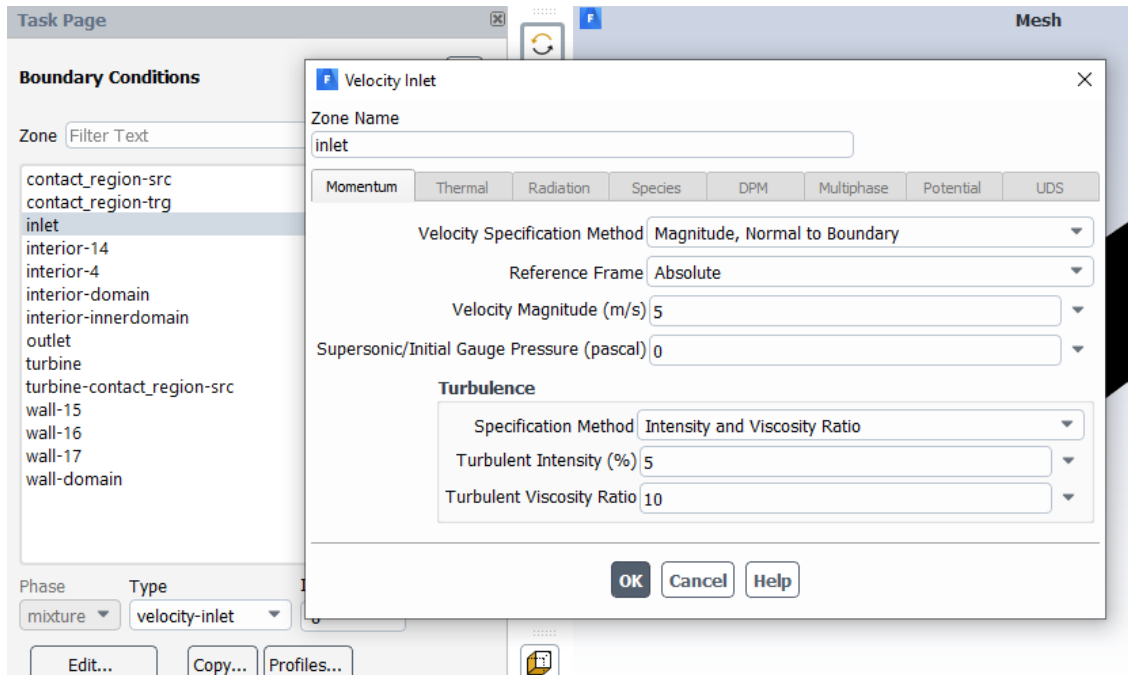 Task Page
Mesh
Boundary Conditions
Velocity Inlet
Zone Name
inlet
Zone Filter Text
Momentum Thermal Radiation Species DPM Multiphase Potential UDS
contact_region-src
contact_region-trg
inlet
interior-14
interior-4
interior-domain
interior-innerdomain
outlet
turbine
turbine-contact_region-src
wall-15
wall-16
wall-17
wall-domain
Velocity Specification Method Magnitude, Normal to Boundary
Reference Frame Absolute
Velocity Magnitude (m/s) 5
Supersonic/Initial Gauge Pressure (pascal) 0
Turbulence
Specification Method Intensity and Viscosity Ratio
Turbulent Intensity (%) 5
Turbulent Viscosity Ratio 10
OK Cancel Help
Phase Type
mixture velocity-inlet
Edit... Copy... Profiles...